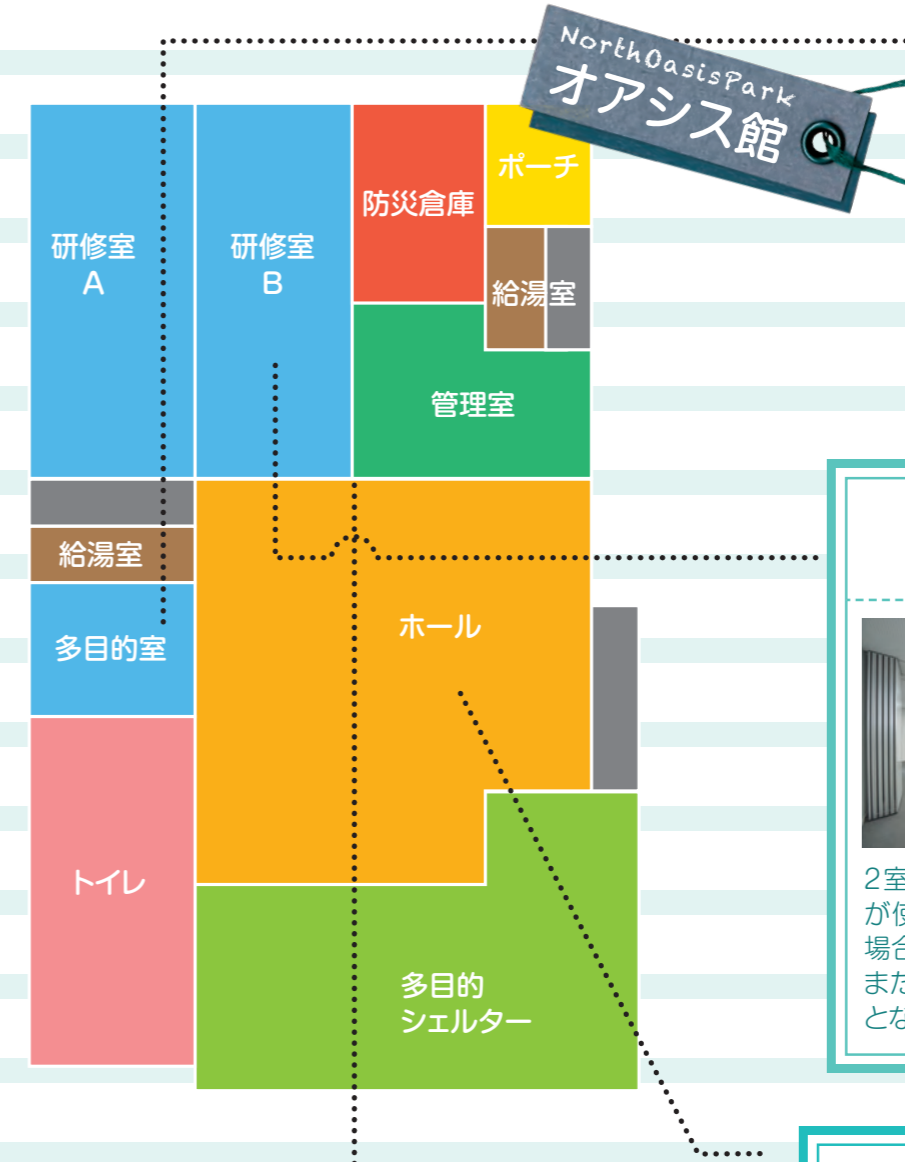 NorthOasisPark
オアシス館
ポーチ
防災倉庫
研修室
A
研修室
B
給湯室
管理室
給湯室
ホール
多目的室
トイレ
多目的
シェルター
2室
が使
場合
また
とな